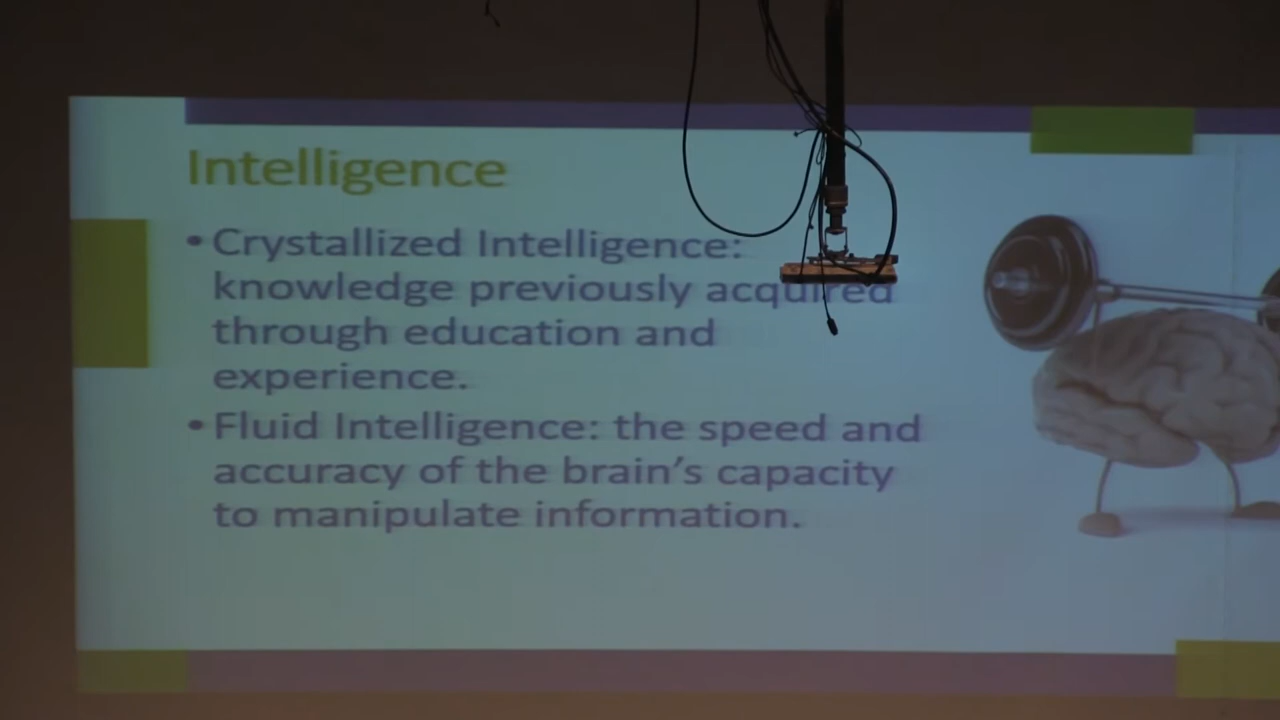 Intelligence
• Crystallized Intelligence:
knowledge previously acquired
through education and
experience.
• Fluid Intelligence: the speed and
accuracy of the brain's capacity
to manipulate information.